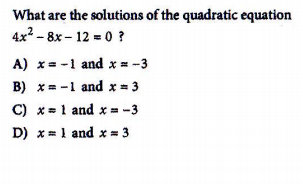 What are the solutions of the quadratic equation
4x² – 8x – 12 = 0 ?
A) x = –1 and x = –3
B) x = –1 and x = 3
C) x = 1 and x = –3
D) x = 1 and x = 3